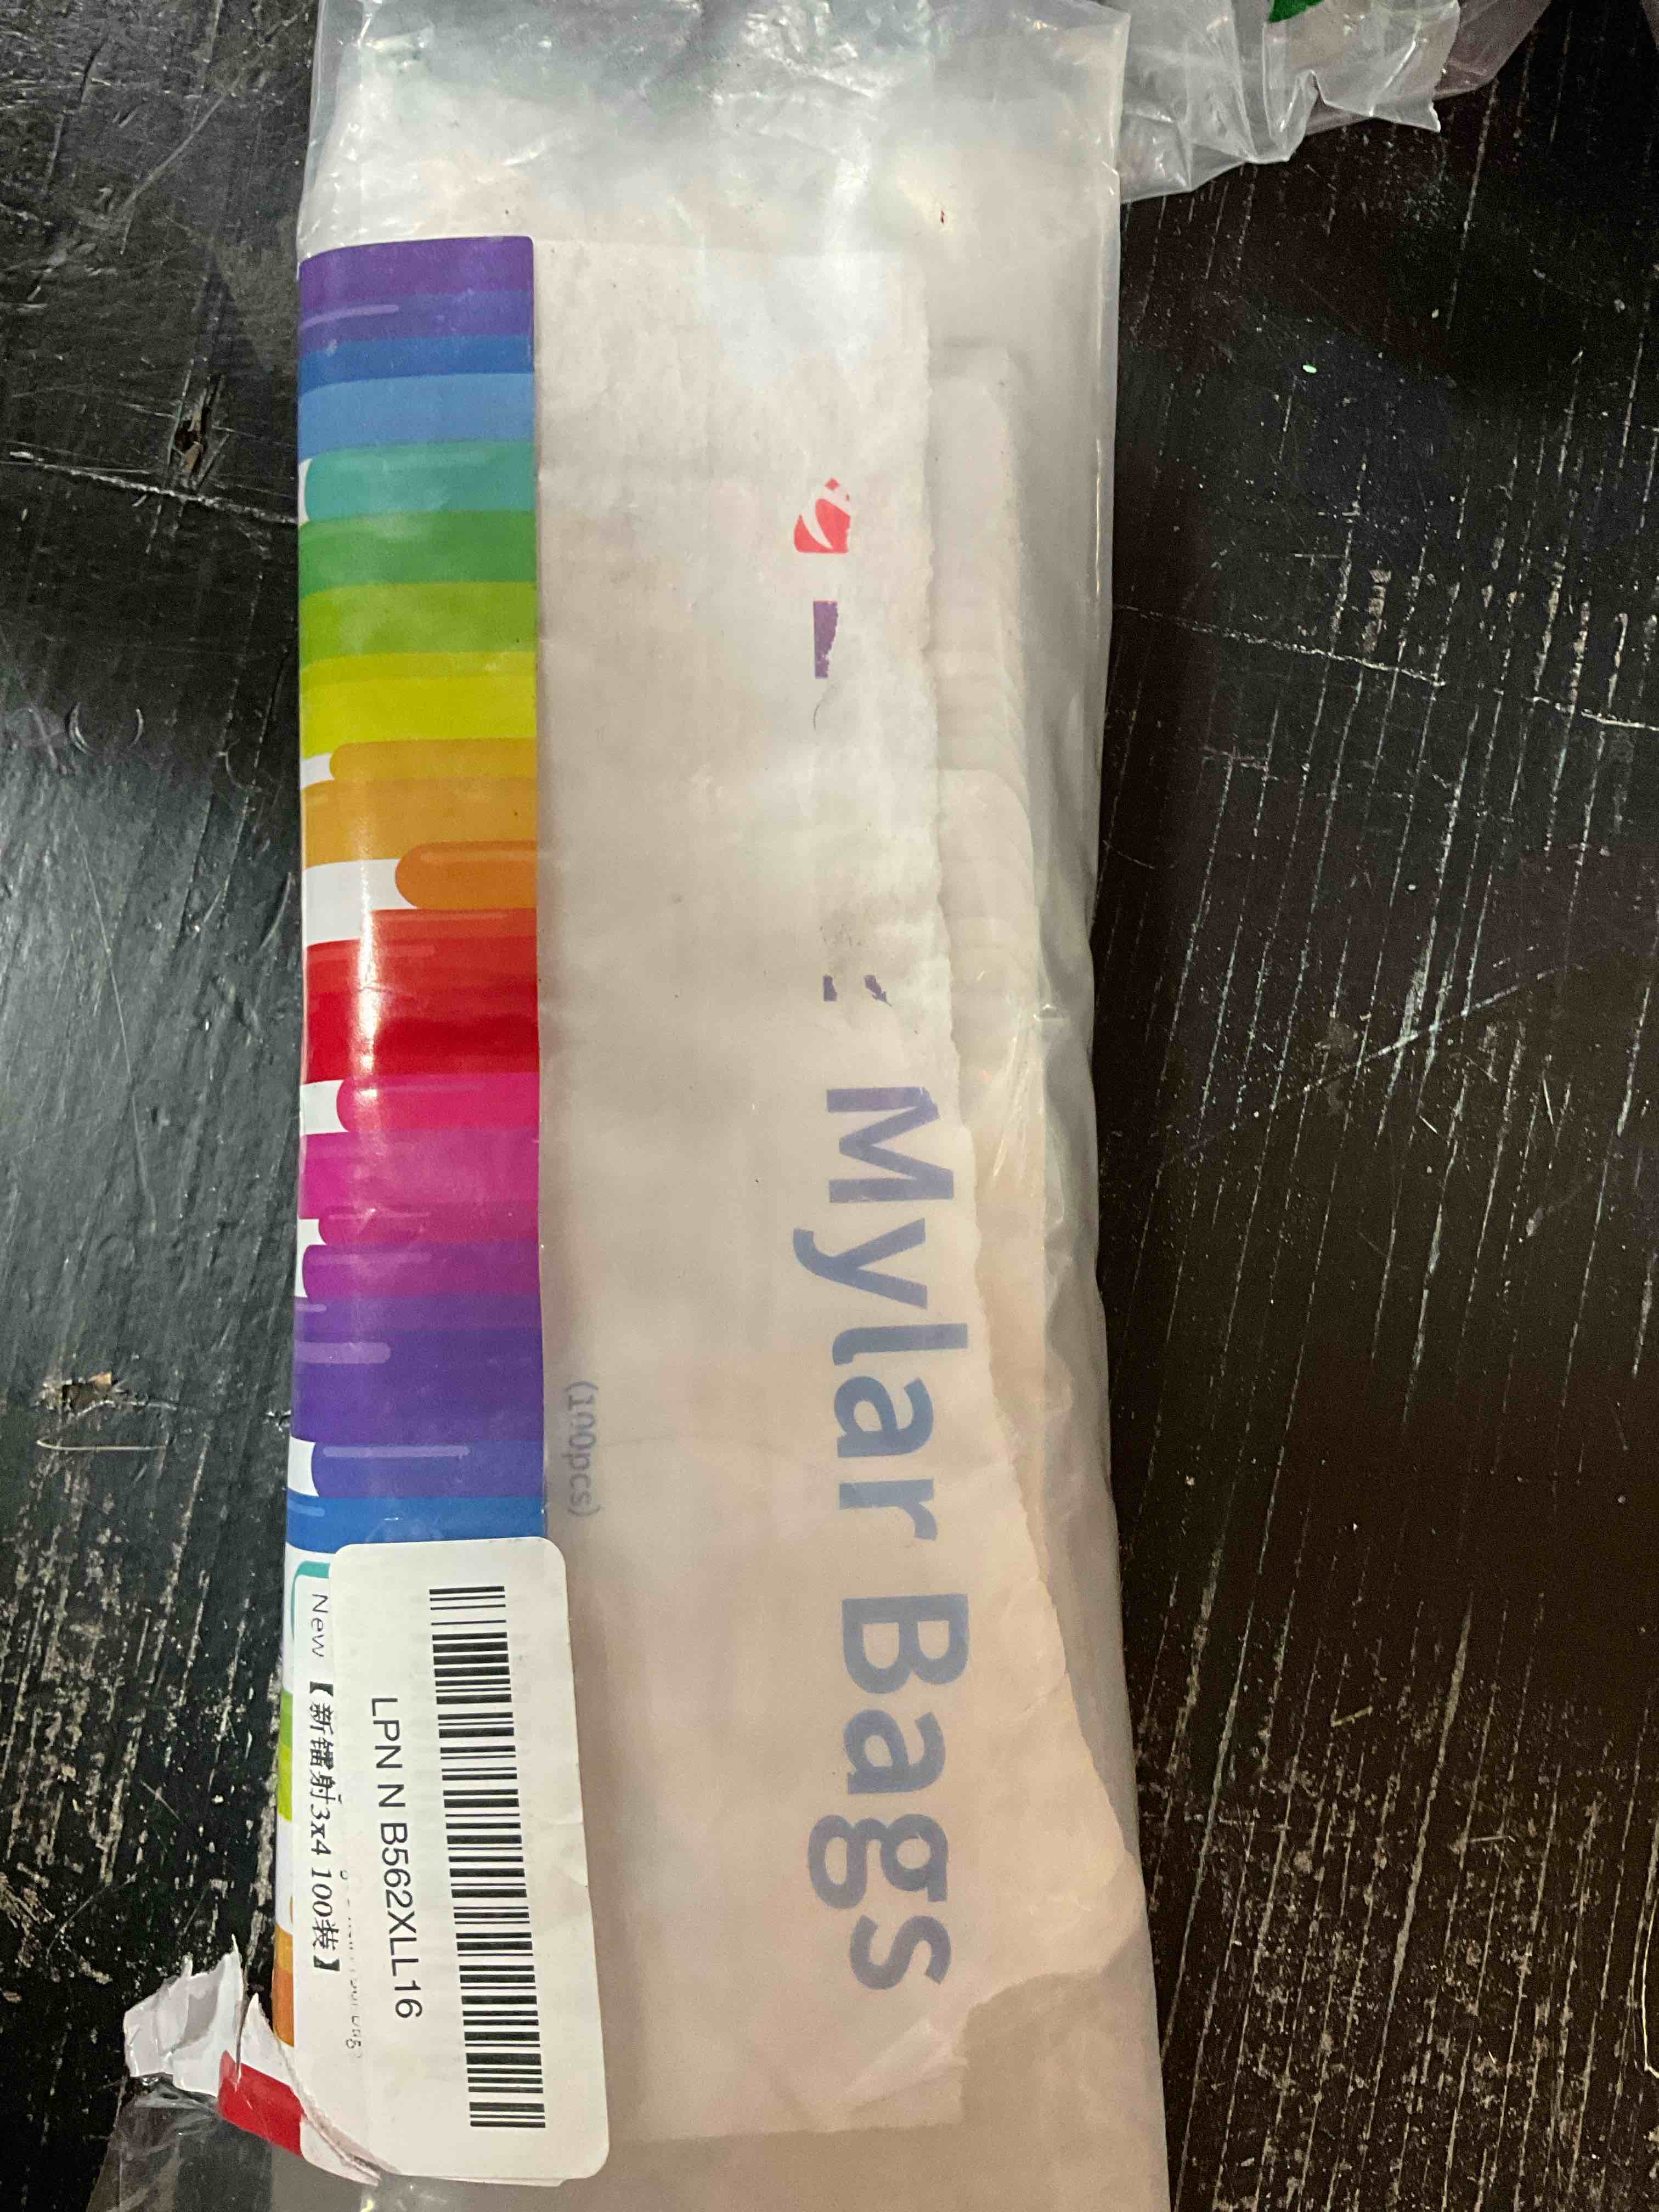 Mylar Bags
(100pcs)
LPN N B562XLL16
New 【新镭射3x4 100装】